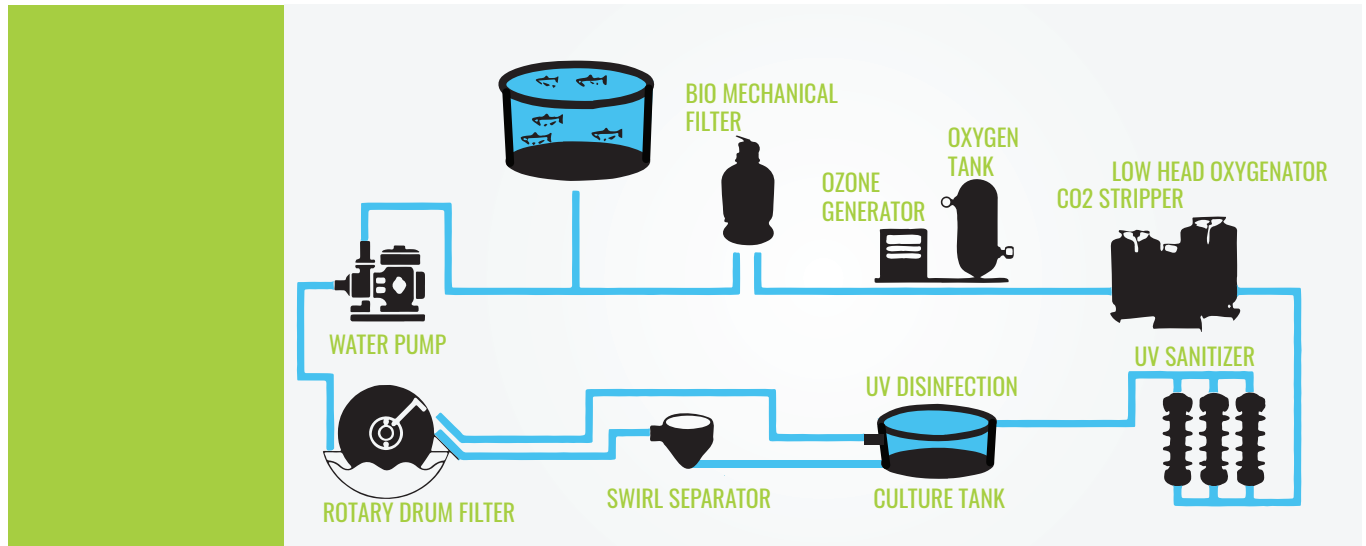 BIO MECHANICAL
FILTER
OXYGEN
TANK
OZONE
GENERATOR
LOW HEAD OXYGENATOR
CO2 STRIPPER
WATER PUMP
UV SANITIZER
UV DISINFECTION
ROTARY DRUM FILTER
SWIRL SEPARATOR
CULTURE TANK